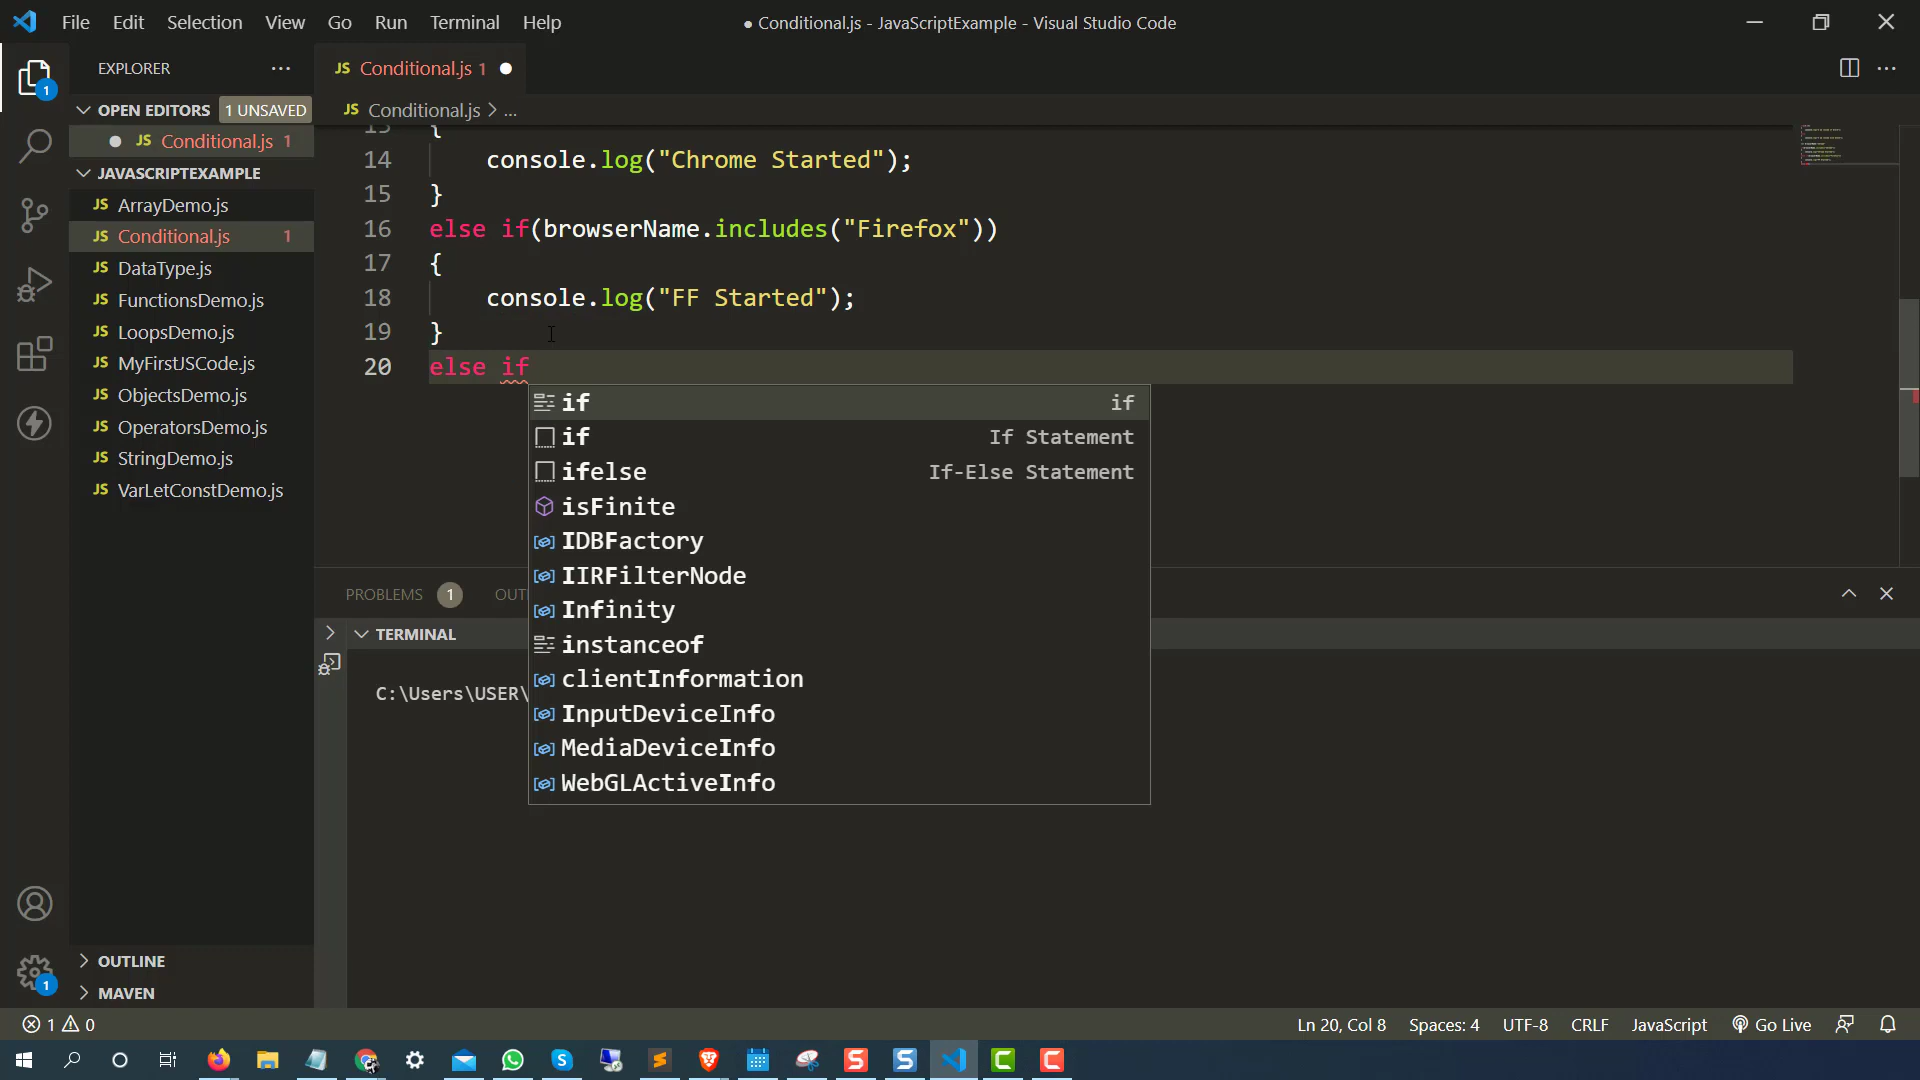 File Edit Selection View Go Run Terminal Help
● Conditional.js - JavaScriptExample - Visual Studio Code
EXPLORER
JS Conditional.js 1
OPEN EDITORS 1 UNSAVED
JS Conditional.js 1
JS Conditional.js > ...
JAVASCRIPTEXAMPLE
JS ArrayDemo.js
JS Conditional.js 1
JS DataType.js
JS FunctionsDemo.js
JS LoopsDemo.js
JS MyFirstJSCode.js
JS ObjectsDemo.js
JS OperatorsDemo.js
JS StringDemo.js
JS VarLetConstDemo.js
OUTLINE
MAVEN
13 {
14 console.log("Chrome Started");
15 }
16 else if(browserName.includes("Firefox"))
17 {
18 console.log("FF Started");
19 }
20 else if
if if
if If Statement
ifelse If-Else Statement
isFinite
IDBFactory
IIRFilterNode
Infinity
instanceof
clientInformation
InputDeviceInfo
MediaDeviceInfo
WebGLActiveInfo
PROBLEMS 1 OUT
TERMINAL
C:\Users\USER\
1
1
1 0
Ln 20, Col 8 Spaces: 4 UTF-8 CRLF JavaScript Go Live